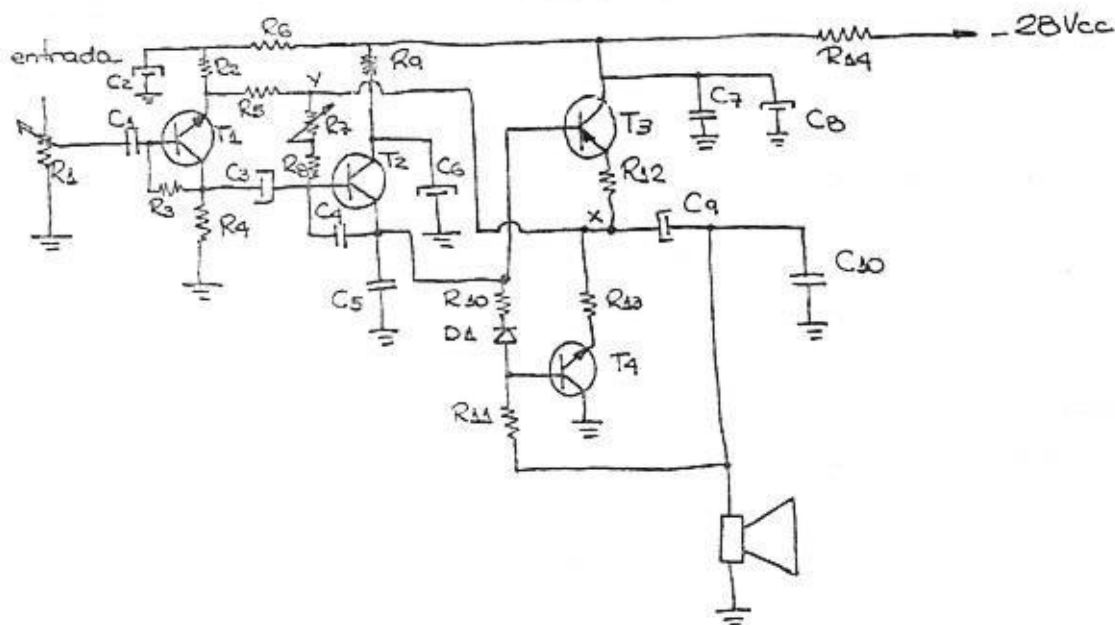 entrada
C2
R6
R2
R9
R14
- 28Vcc
R5
Y
C1
T1
R7
T2
C7
C8
T3
R1
R3
C3
R8
C6
R12
R4
C4
X
C9
C5
R10
R13
C10
D1
T4
R11